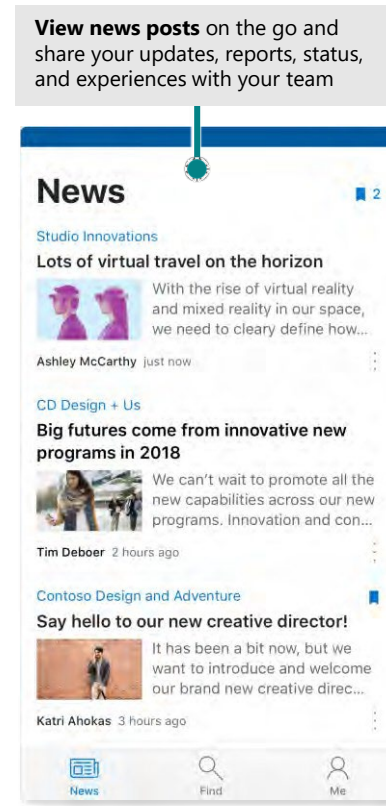 View news posts on the go and
share your updates, reports, status,
and experiences with your team
News
2
Studio Innovations
Lots of virtual travel on the horizon
With the rise of virtual reality
and mixed reality in our space,
we need to cleary define how...
Ashley McCarthy just now
CD Design + Us
Big futures come from innovative new
programs in 2018
We can't wait to promote all the
new capabilities across our new
programs. Innovation and con...
Tim Deboer 2 hours ago
Contoso Design and Adventure
Say hello to our new creative director!
It has been a bit now, but we
want to introduce and welcome
our brand new creative direc...
Katri Ahokas 3 hours ago
News Find Me